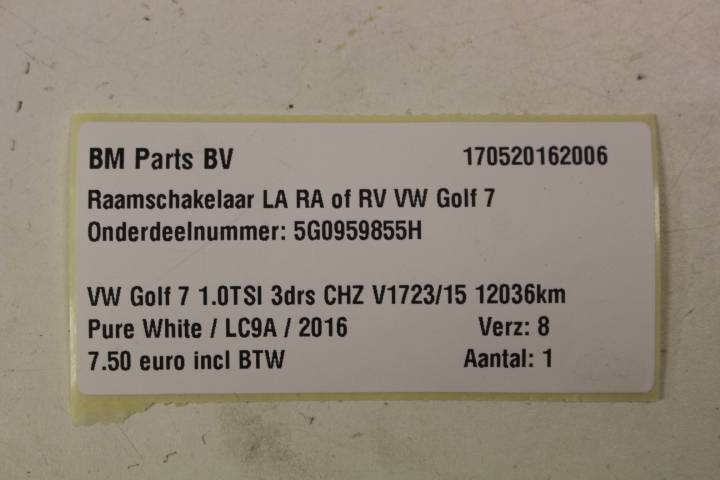 BM Parts BV 170520162006
Raamschakelaar LA RA of RV VW Golf 7
Onderdeelnummer: 5G0959855H
VW Golf 7 1.0TSI 3drs CHZ V1723/15 12036km
Pure White / LC9A / 2016 Verz: 8
7.50 euro incl BTW Aantal: 1